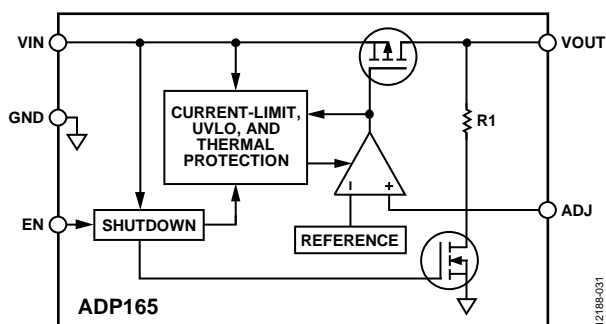 VIN
VOUT
GND
CURRENT-LIMIT,
UVLO, AND
THERMAL
PROTECTION
R1
– +
EN
SHUTDOWN
ADJ
REFERENCE
ADP165
12188-031